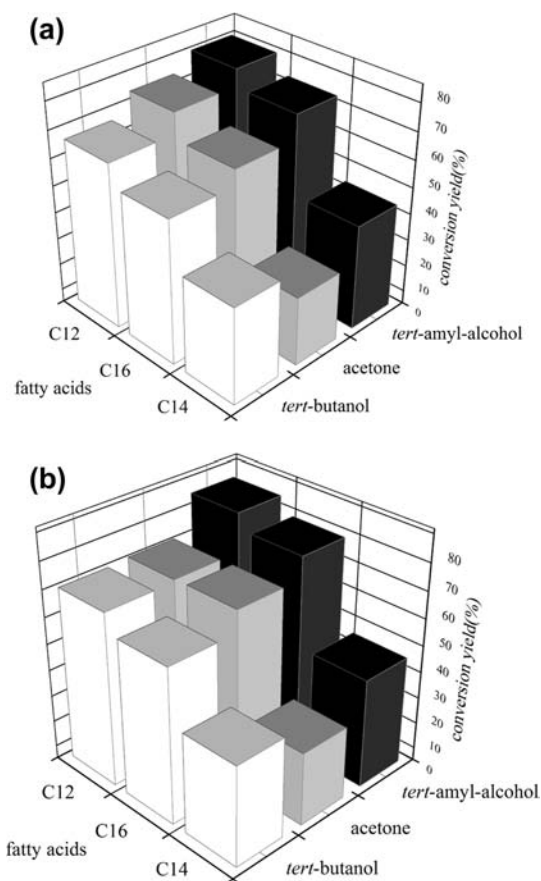 (a)
80
70
60
50
40
30
20
10
0
conversion yield(%)
C12
C16
C14
fatty acids
tert-amyl-alcohol
acetone
tert-butanol
(b)
80
70
60
50
40
30
20
10
0
conversion yield(%)
C12
C16
C14
fatty acids
tert-amyl-alcohol
acetone
tert-butanol